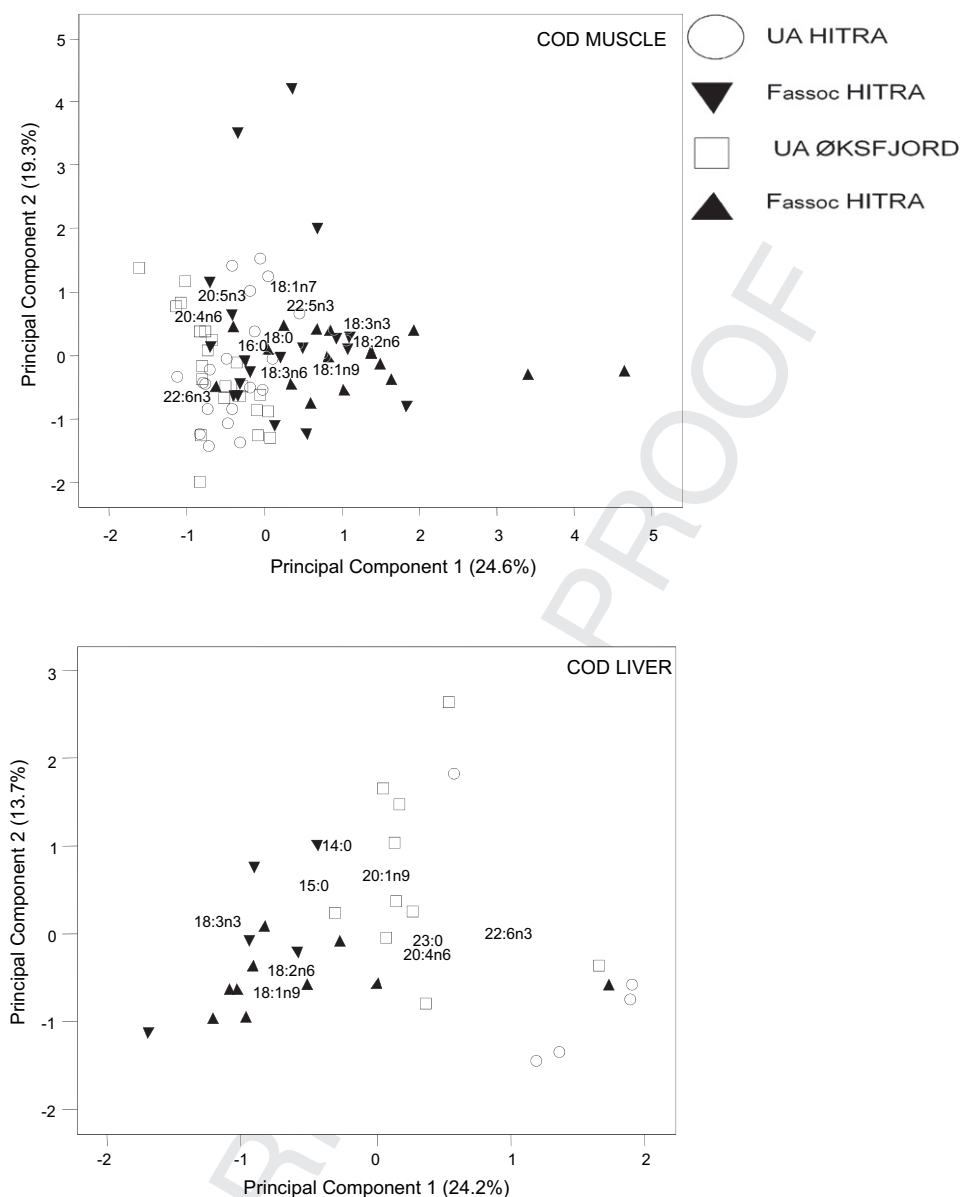 COD MUSCLE
UA HITRA
Fassoc HITRA
UA ØKSFJORD
Fassoc HITRA
Principal Component 2 (19.3%)
5
4
3
2
1
0
-1
-2
18:1n7
20:5n3
22:5n3
20:4n6
18:3n3
18:0
18:2n6
16:0
18:1n9
18:3n6
22:6n3
-2 -1 0 1 2 3 4 5
Principal Component 1 (24.6%)
PROOF
COD LIVER
Principal Component 2 (13.7%)
3
2
1
0
-1
-2
14:0
20:1n9
15:0
18:3n3
22:6n3
23:0
20:4n6
18:2n6
18:1n9
-2 -1 0 1 2
Principal Component 1 (24.2%)